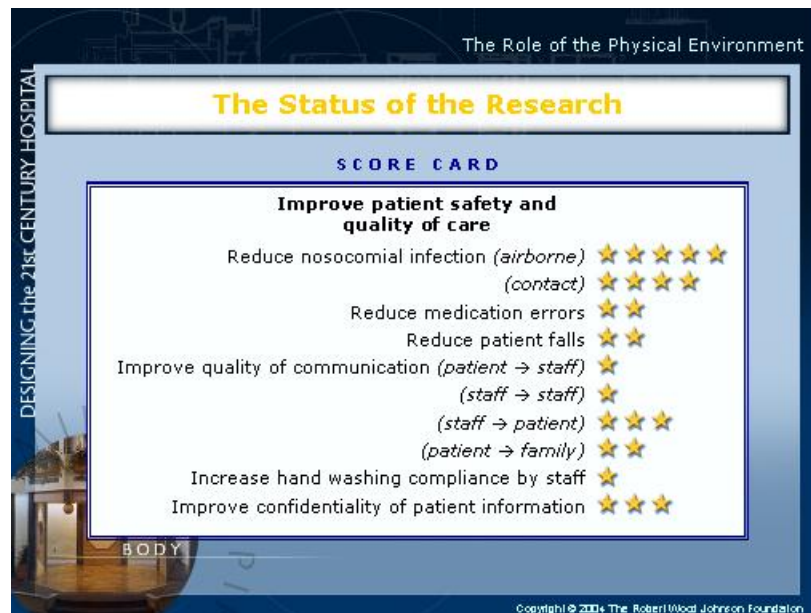 The Role of the Physical Environment
DESIGNING the 21st CENTURY HOSPITAL
The Status of the Research
SCORE CARD
Improve patient safety and
quality of care
Reduce nosocomial infection (airborne)
(contact)
Reduce medication errors
Reduce patient falls
Improve quality of communication (patient → staff)
(staff → staff)
(staff → patient)
(patient → family)
Increase hand washing compliance by staff
Improve confidentiality of patient information
BODY
Copyright © 2004 The Robert Wood Johnson Foundation